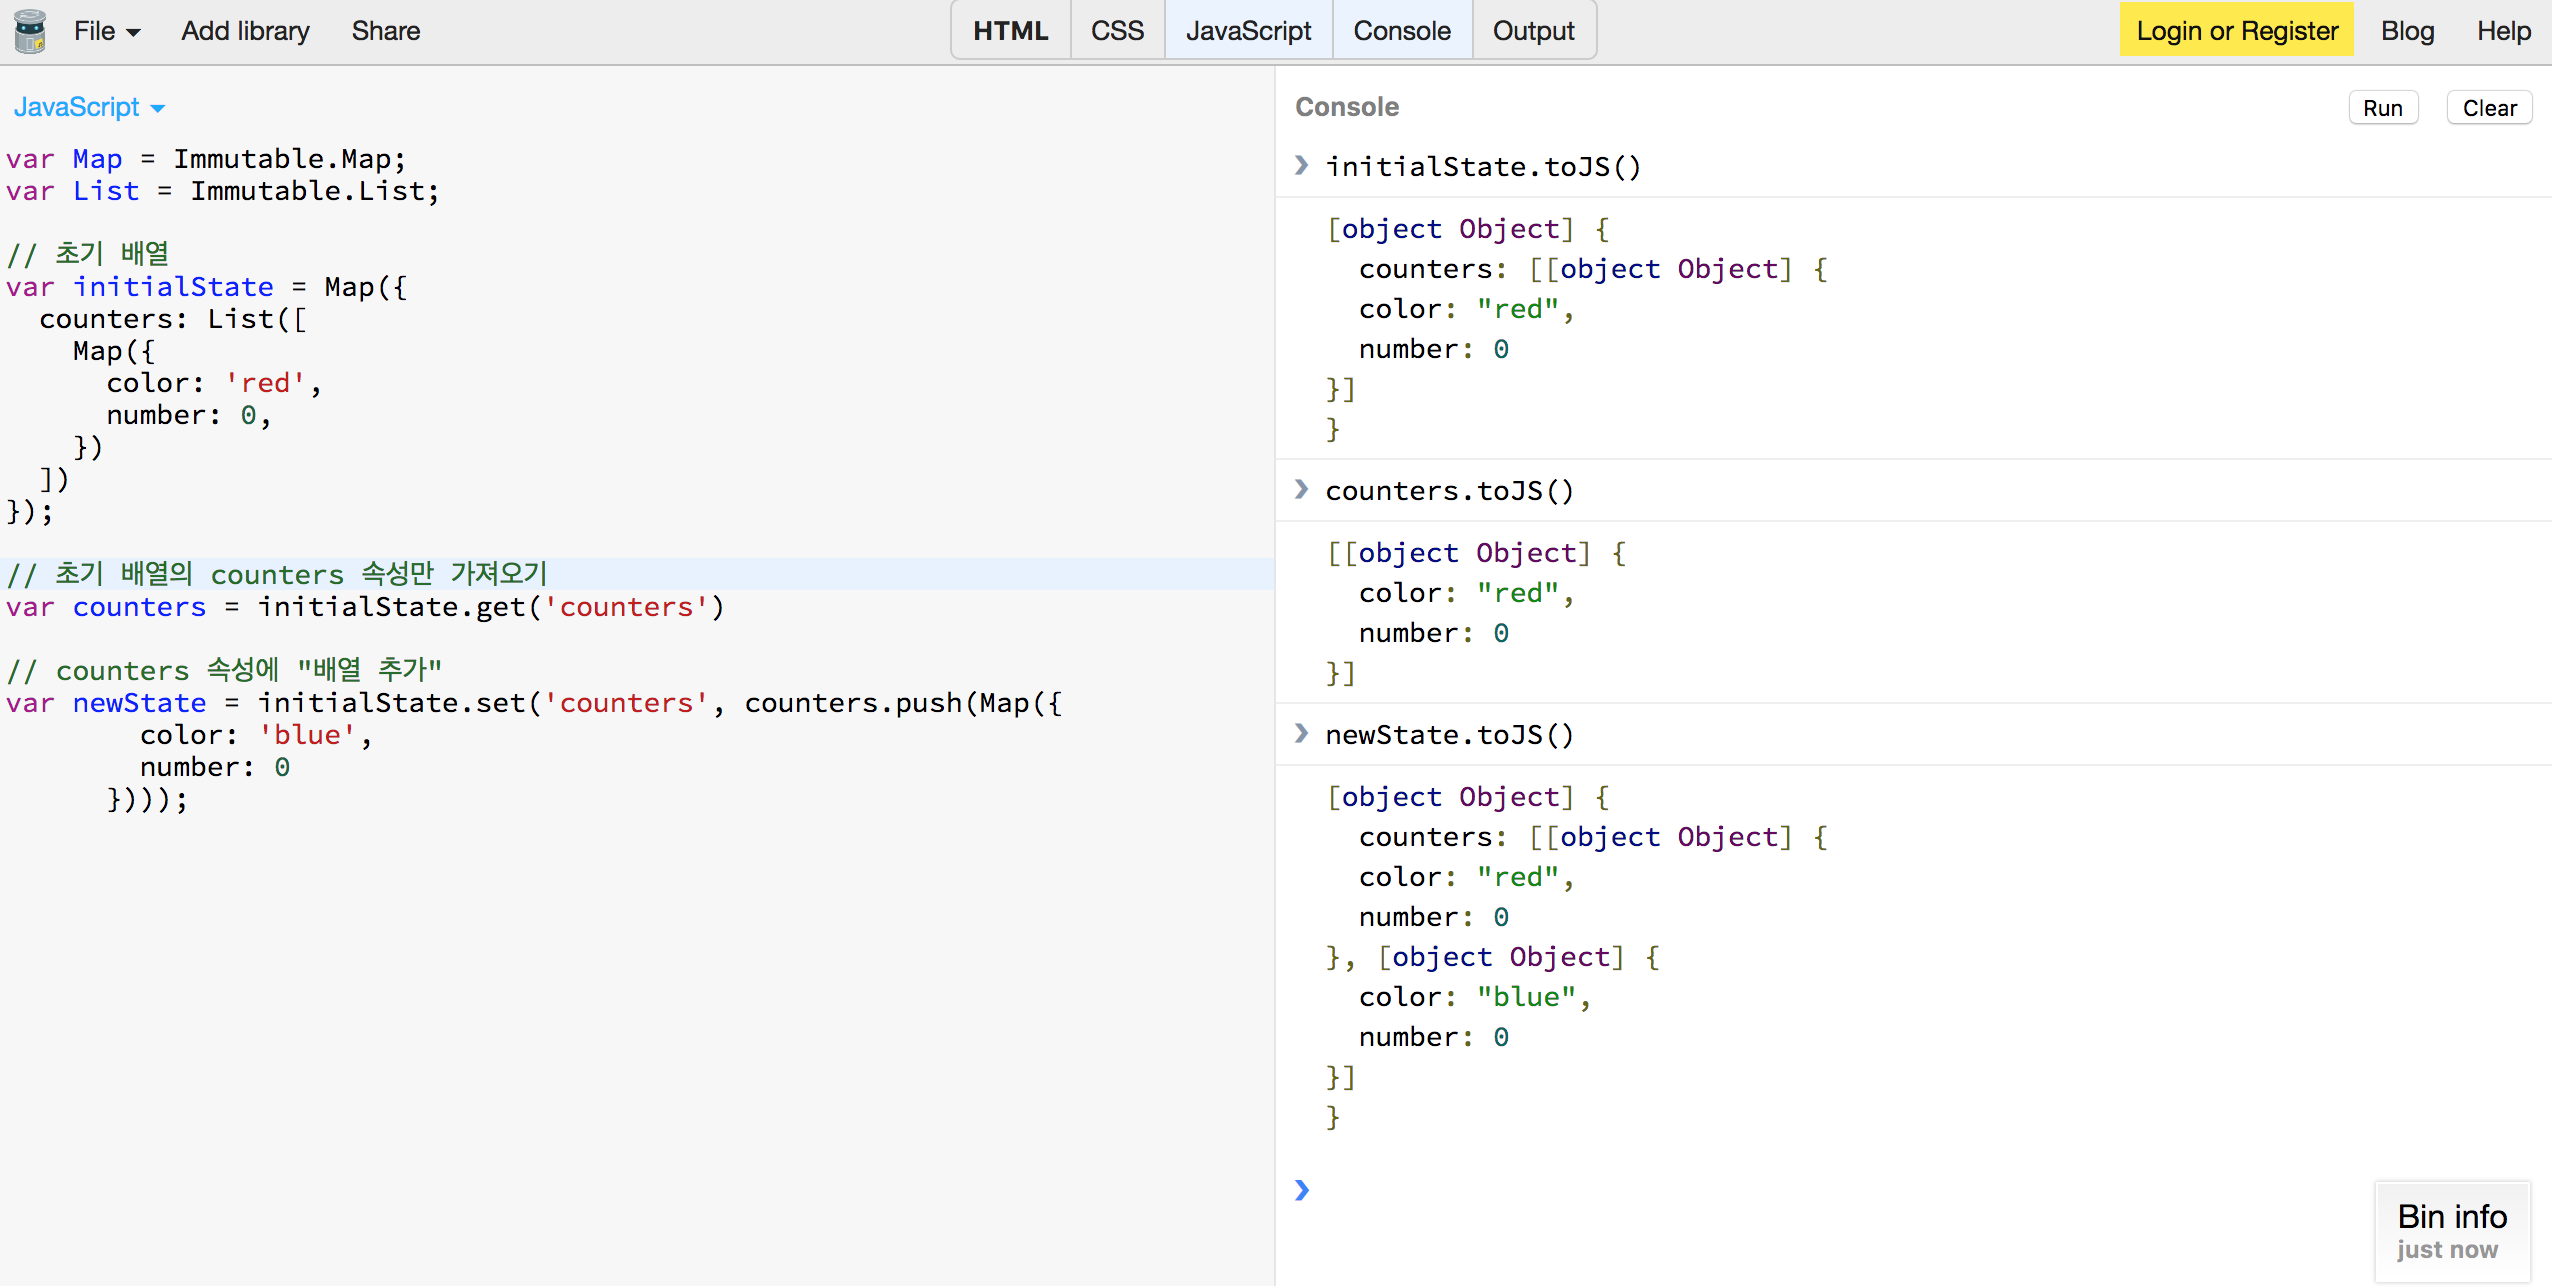 File Add library Share HTML CSS JavaScript Console Output Login or Register Blog Help
JavaScript
var Map = Immutable.Map;
var List = Immutable.List;
// 초기 배열
var initialState = Map({
  counters: List([
    Map({
      color: 'red',
      number: 0,
    })
  ])
});
// 초기 배열의 counters 속성만 가져오기
var counters = initialState.get('counters')
// counters 속성에 "배열 추가"
var newState = initialState.set('counters', counters.push(Map({
        color: 'blue',
        number: 0
      })));
Console Run Clear
initialState.toJS()
[object Object] {
  counters: [[object Object] {
  color: "red",
  number: 0
}]
}
counters.toJS()
[[object Object] {
  color: "red",
  number: 0
}]
newState.toJS()
[object Object] {
  counters: [[object Object] {
  color: "red",
  number: 0
}, [object Object] {
  color: "blue",
  number: 0
}]
}
Bin info
just now